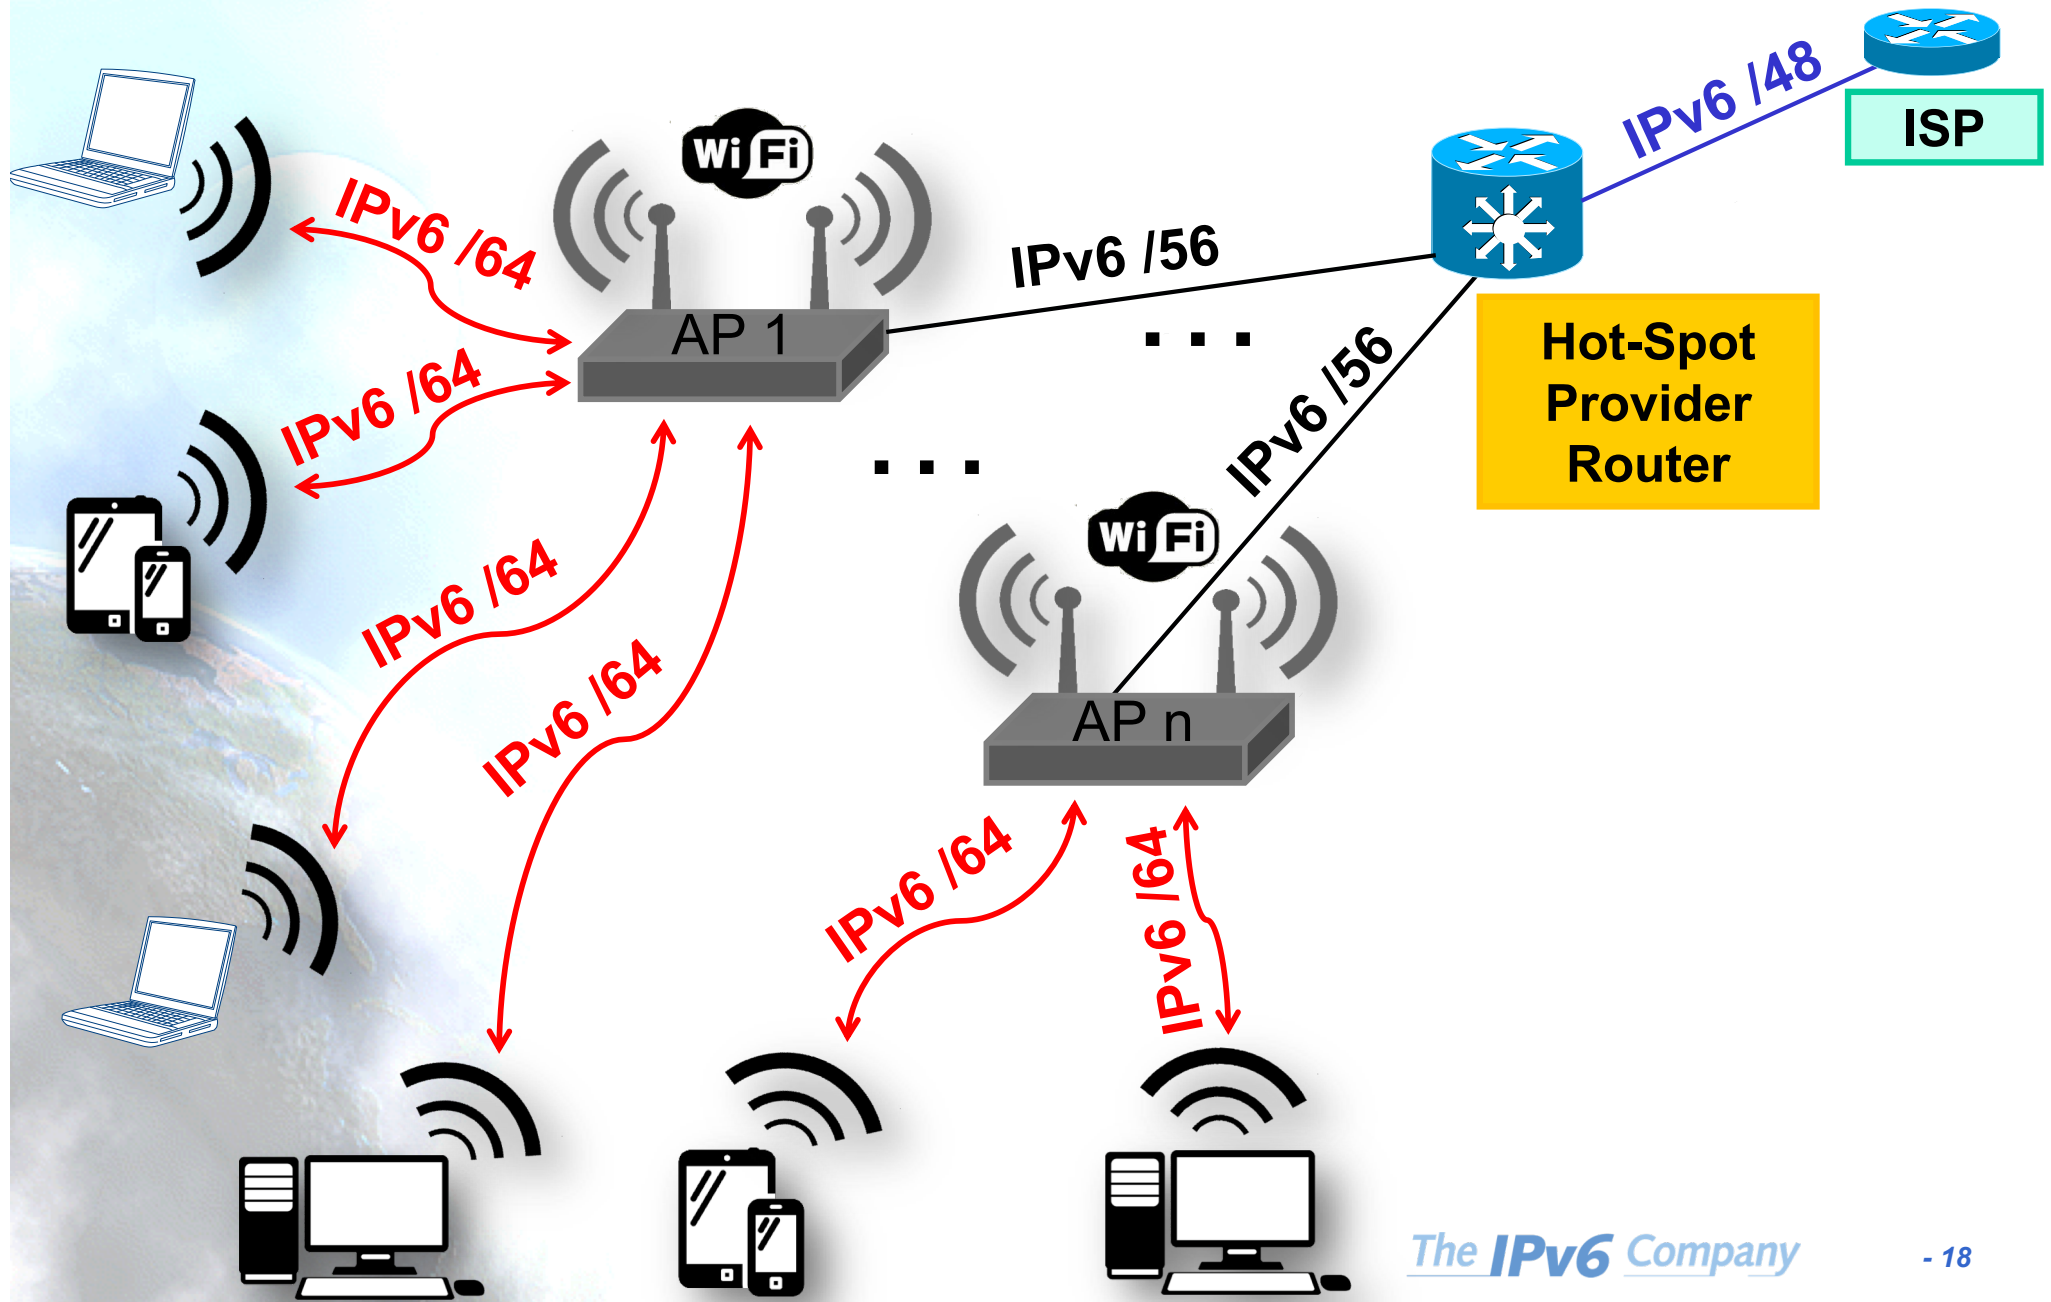 IPv6 /48
ISP
Wi Fi
IPv6 /64
IPv6 /56
AP 1
. . .
Hot-Spot
Provider
Router
IPv6 /64
IPv6 /56
. . .
Wi Fi
IPv6 /64
IPv6 /64
AP n
IPv6 /64
IPv6 /64
The IPv6 Company
- 18